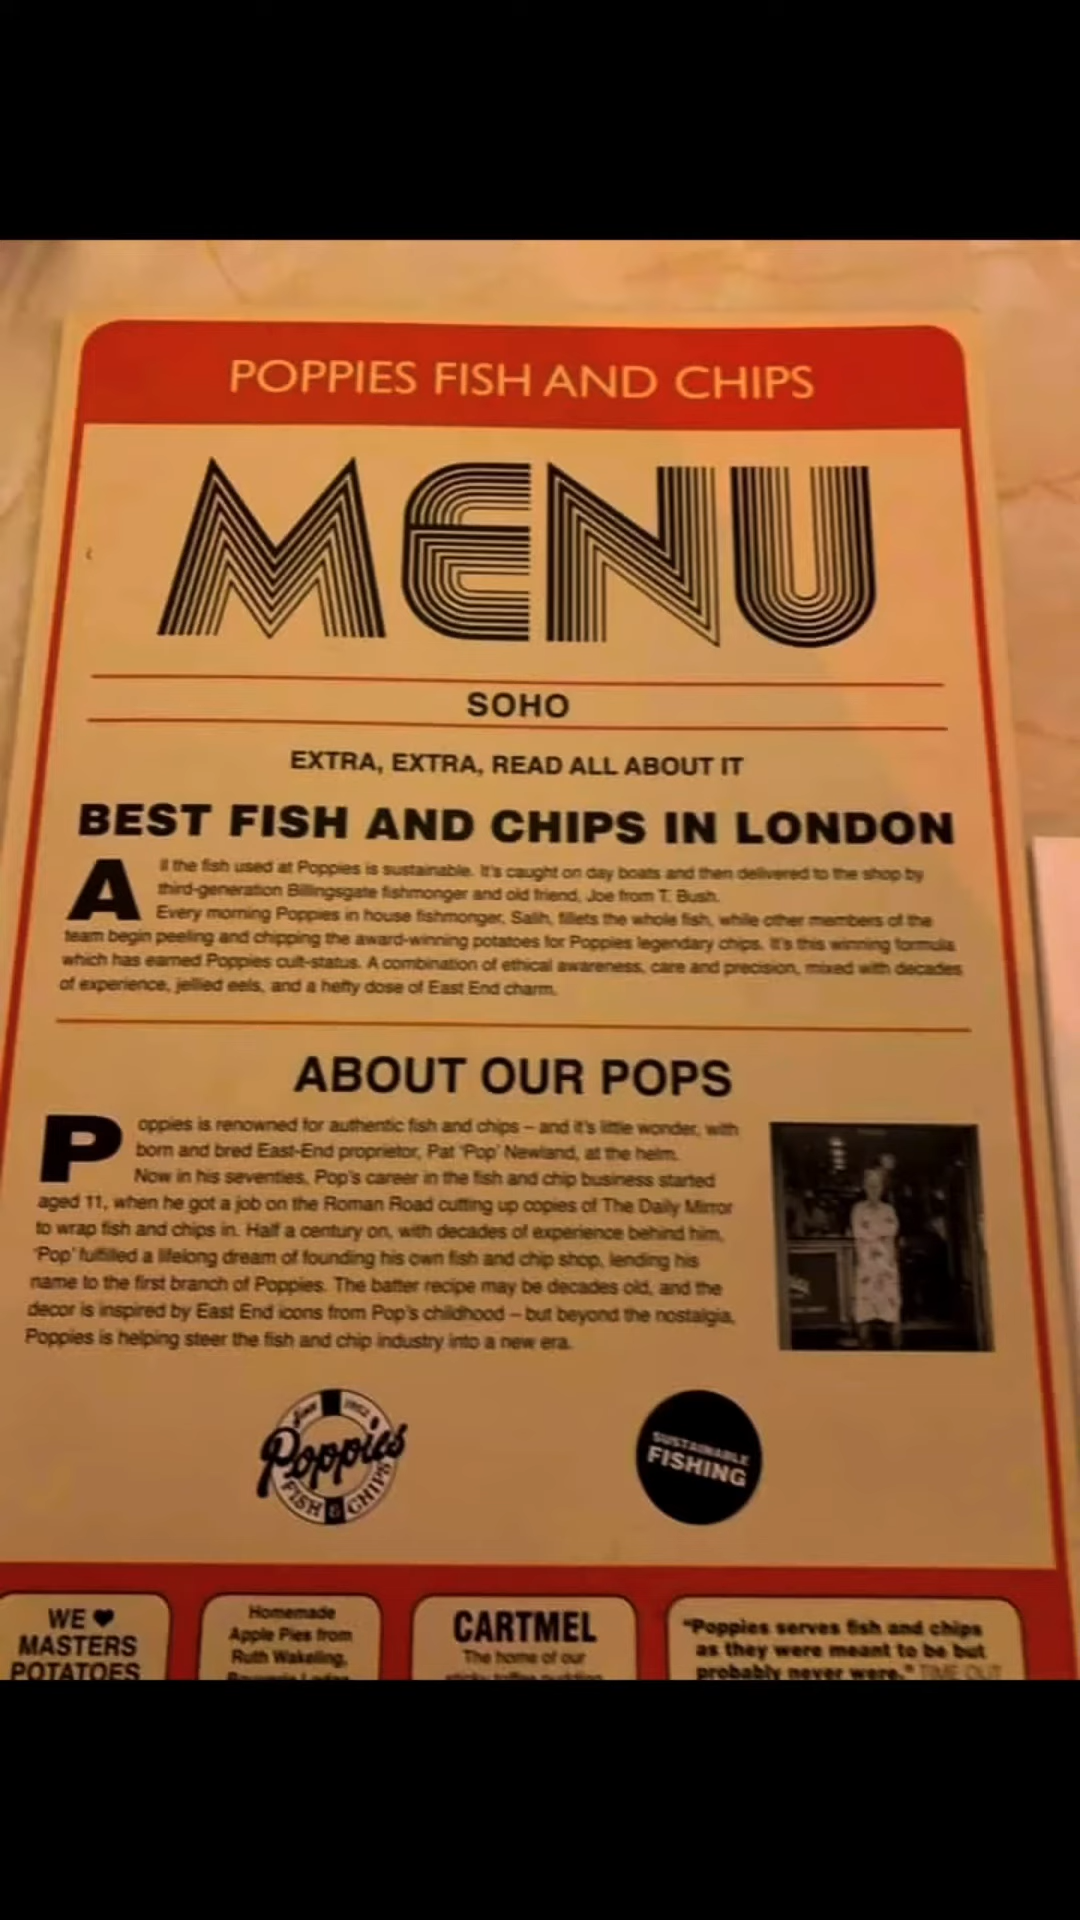 POPPIES FISH AND CHIPS
MENU
SOHO
EXTRA, EXTRA, READ ALL ABOUT IT
BEST FISH AND CHIPS IN LONDON
All the fish used at Poppies is sustainable. It's caught on day boats and then delivered to the shop by
third-generation Billingsgate fishmonger and old friend, Joe from T. Bush.
Every morning Poppies in house fishmonger, Salih, fillets the whole fish, while other members of the
team begin peeling and chipping the award-winning potatoes for Poppies legendary chips. It's this winning formula
which has earned Poppies cult-status. A combination of ethical awareness, care and precision, mixed with decades
of experience, jellied eels, and a hefty dose of East End charm.
ABOUT OUR POPS
Poppies is renowned for authentic fish and chips – and it's little wonder, with
born and bred East-End proprietor, Pat 'Pop' Newland, at the helm.
Now in his seventies, Pop's career in the fish and chip business started
aged 11, when he got a job on the Roman Road cutting up copies of The Daily Mirror
to wrap fish and chips in. Half a century on, with decades of experience behind him,
'Pop' fulfilled a lifelong dream of founding his own fish and chip shop, lending his
name to the first branch of Poppies. The batter recipe may be decades old, and the
decor is inspired by East End icons from Pop's childhood – but beyond the nostalgia,
Poppies is helping steer the fish and chip industry into a new era.
Since 1952
Poppies
FISH & CHIPS
SUSTAINABLE
FISHING
WE ♥
MASTERS
POTATOES
Homemade
Apple Pies from
Ruth Wakeling,
CARTMEL
The home of our
sticky toffee pudding
"Poppies serves fish and chips
as they were meant to be but
probably never were." TIME OUT